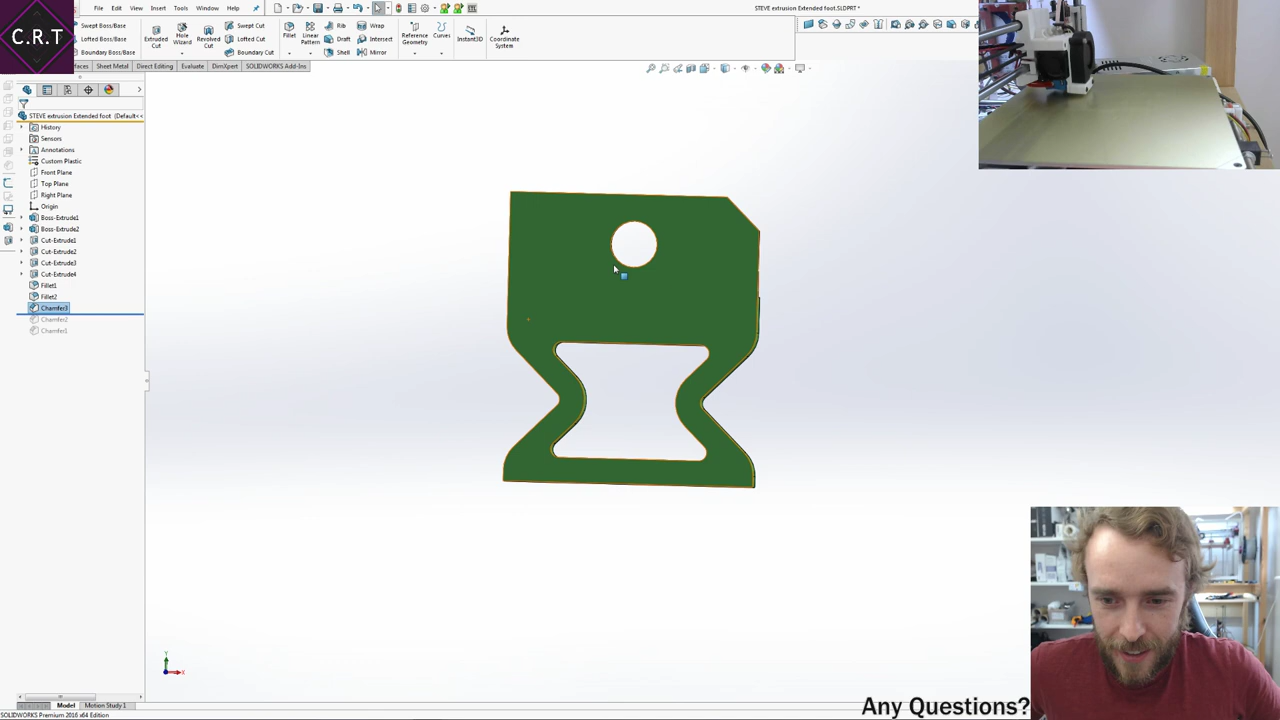 C.R.T
File Edit View Insert Tools Window Help
STEVE extrusion Extended foot.SLDPRT *
Swept Boss/Base
Lofted Boss/Base
Boundary Boss/Base
Extruded Cut
Hole Wizard
Revolved Cut
Swept Cut
Lofted Cut
Boundary Cut
Fillet
Linear Pattern
Rib
Draft
Shell
Wrap
Intersect
Mirror
Reference Geometry
Curves
Instant3D
Coordinate System
Sheet Metal Direct Editing Evaluate DimXpert SOLIDWORKS Add-Ins
STEVE extrusion Extended foot (Default<<
History
Sensors
Annotations
Custom Plastic
Front Plane
Top Plane
Right Plane
Origin
Boss-Extrude1
Boss-Extrude2
Cut-Extrude1
Cut-Extrude2
Cut-Extrude3
Cut-Extrude4
Fillet1
Fillet2
Chamfer3
Chamfer2
Chamfer1
Y
X
Any Questions?
Model Motion Study 1
SOLIDWORKS Premium 2016 x64 Edition